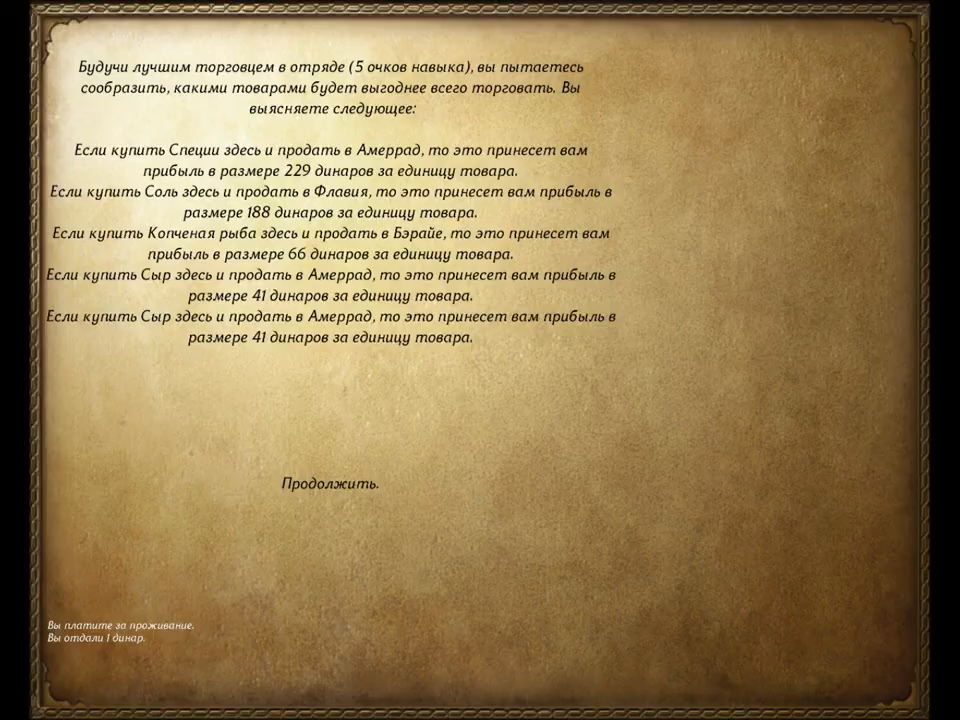 Будучи лучшим торговцем в отряде (5 очков навыка), вы пытаетесь
сообразить, какими товарами будет выгоднее всего торговать. Вы
выясняете следующее:
Если купить Специи здесь и продать в Амеррад, то это принесет вам
прибыль в размере 229 динаров за единицу товара.
Если купить Соль здесь и продать в Флавия, то это принесет вам прибыль в
размере 188 динаров за единицу товара.
Если купить Копченая рыба здесь и продать в Бэрайе, то это принесет вам
прибыль в размере 66 динаров за единицу товара.
Если купить Сыр здесь и продать в Амеррад, то это принесет вам прибыль в
размере 41 динаров за единицу товара.
Если купить Сыр здесь и продать в Амеррад, то это принесет вам прибыль в
размере 41 динаров за единицу товара.
Продолжить.
Вы платите за проживание.
Вы отдали 1 динар.